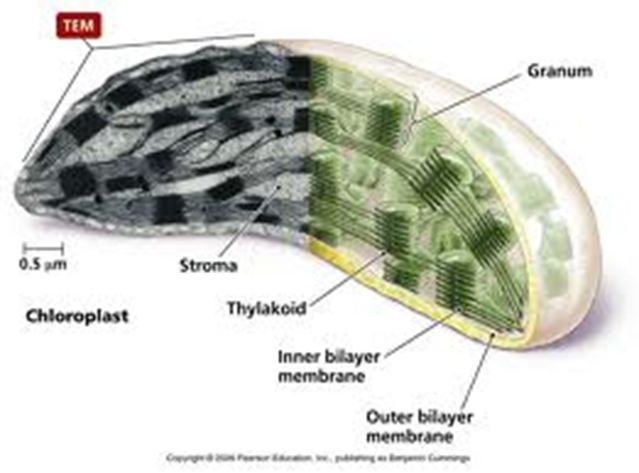 TEM
Granum
0.5 μm
Stroma
Chloroplast
Thylakoid
Inner bilayer
membrane
Outer bilayer
membrane
Copyright © 2009 Pearson Education, Inc., publishing as Benjamin Cummings